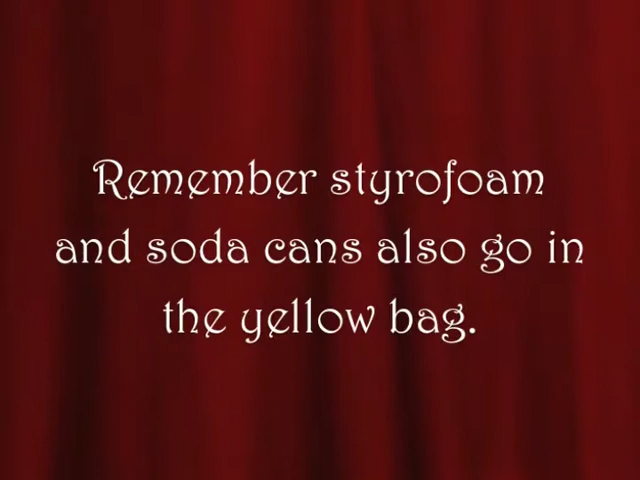 Remember styrofoam
and soda cans also go in
the yellow bag.